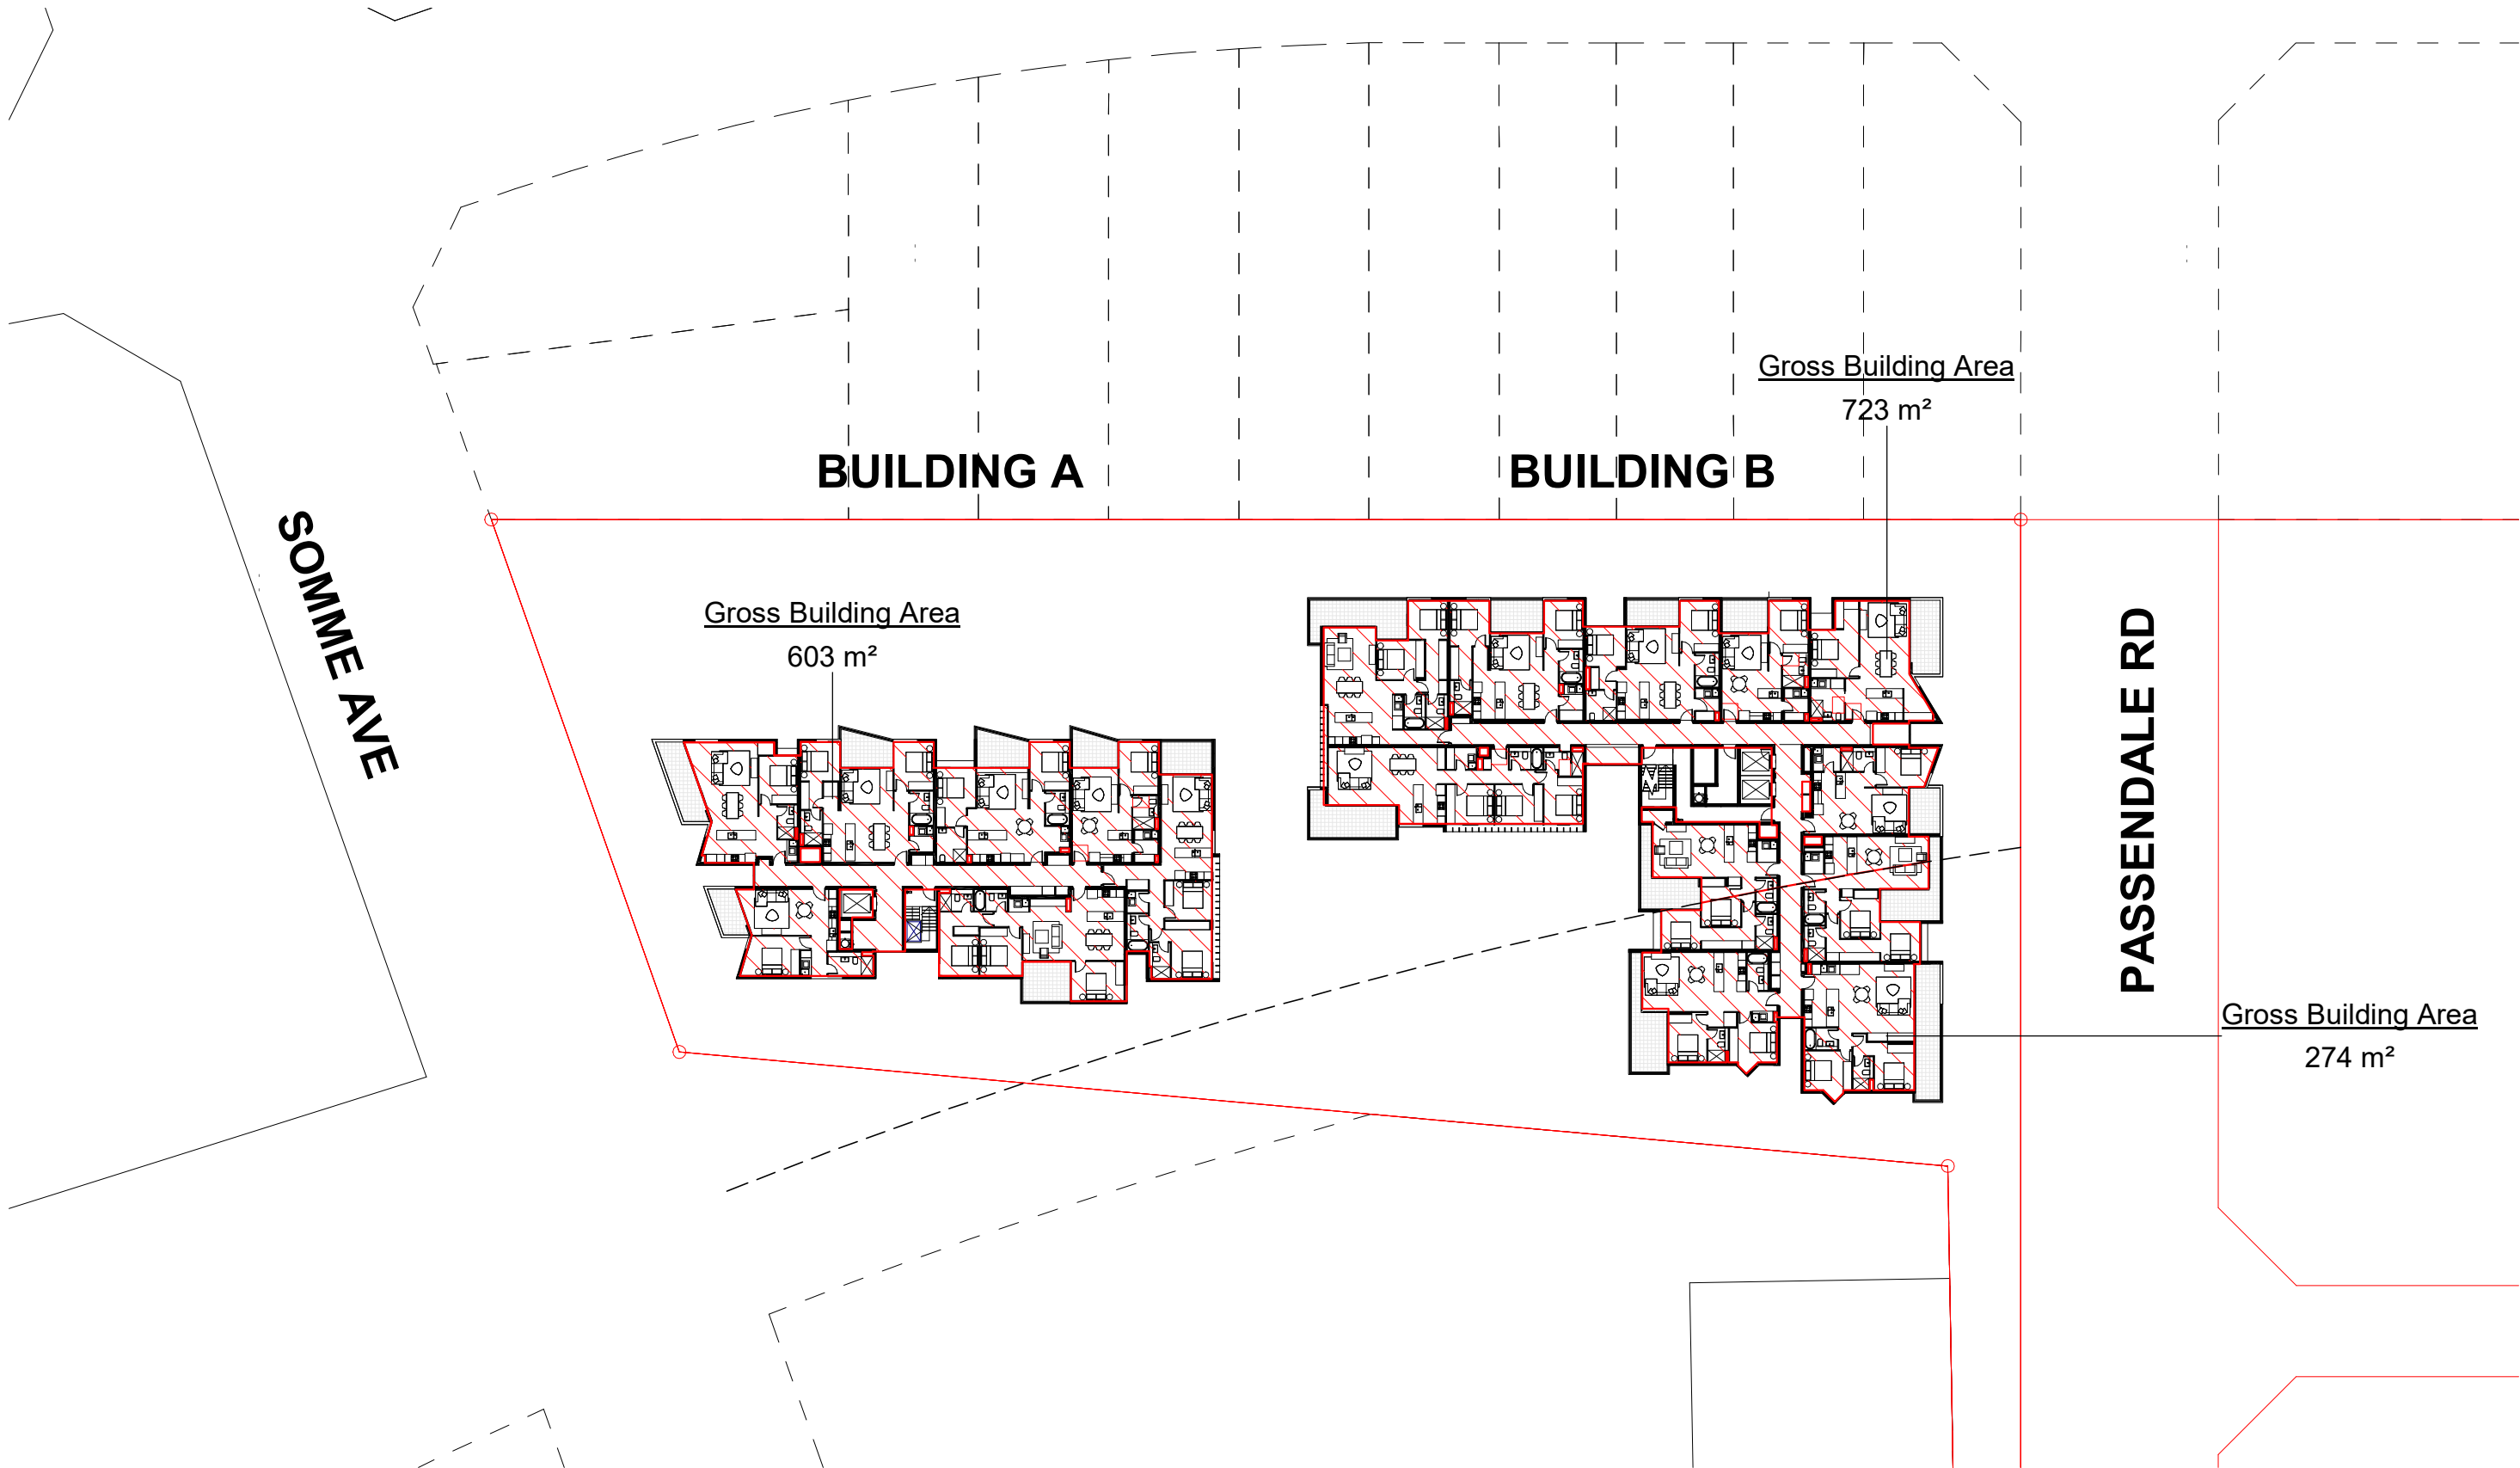 Gross Building Area
723 m²
BUILDING A
BUILDING B
SOMME AVE
Gross Building Area
603 m²
PASSENDALE RD
Gross Building Area
274 m²